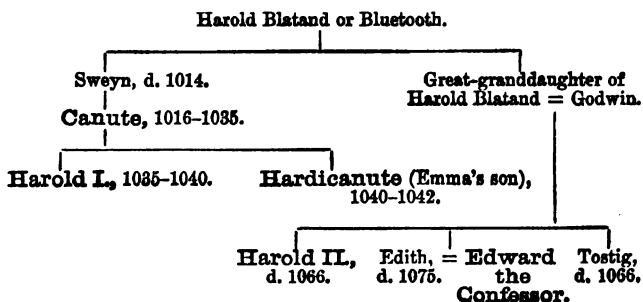 Harold Blatand or Bluetooth.
Sweyn, d. 1014.
Great-granddaughter of
Harold Blatand = Godwin.
Canute, 1016–1035.
Harold I., 1035–1040.
Hardicanute (Emma's son),
1040–1042.
Harold II., Edith, = Edward Tostig,
d. 1066. d. 1075. the d. 1066.
Confessor.